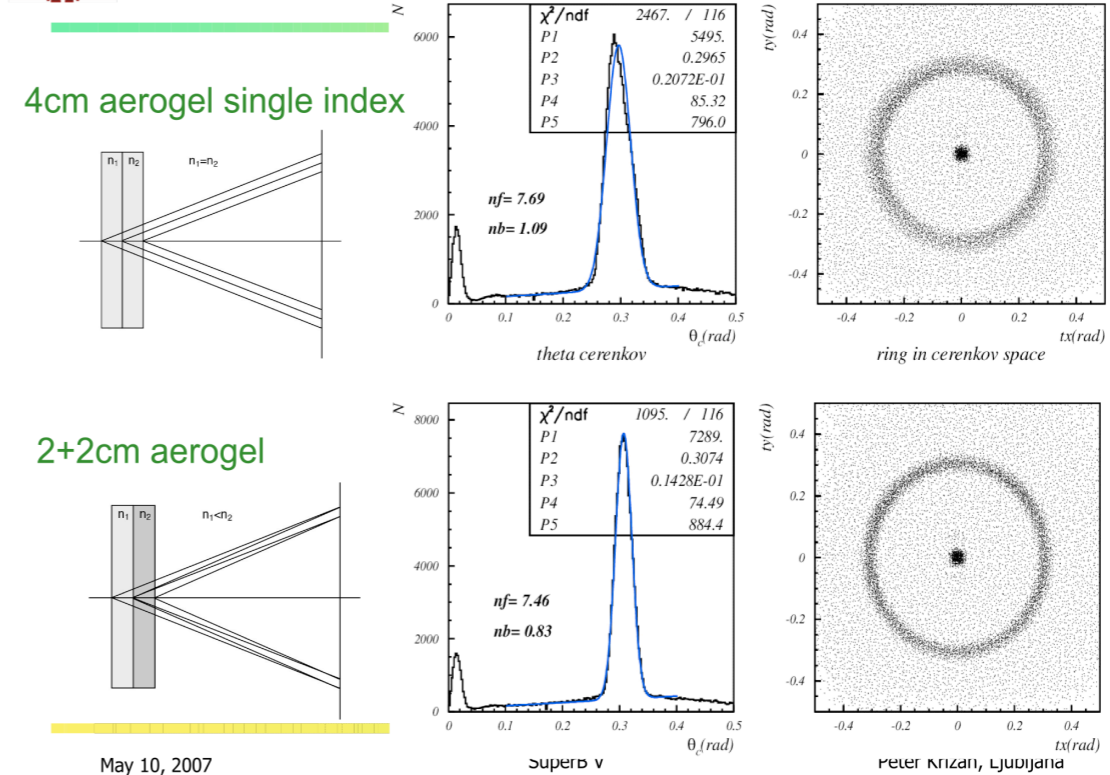 4cm aerogel single index
n₁ n₂ n₁=n₂
N
6000
4000
2000
0
χ²/ndf 2467. / 116
P1 5495.
P2 0.2965
P3 0.2072E-01
P4 85.32
P5 796.0
nf= 7.69
nb= 1.09
0 0.1 0.2 0.3 0.4 0.5
θc(rad)
theta cerenkov
ty(rad)
0.4
0.2
0
-0.2
-0.4
-0.4 -0.2 0 0.2 0.4
tx(rad)
ring in cerenkov space
2+2cm aerogel
n₁ n₂ n₁<n₂
N
8000
6000
4000
2000
0
χ²/ndf 1095. / 116
P1 7289.
P2 0.3074
P3 0.1428E-01
P4 74.49
P5 884.4
nf= 7.46
nb= 0.83
0 0.1 0.2 0.3 0.4 0.5
θc(rad)
ty(rad)
0.4
0.2
0
-0.2
-0.4
-0.4 -0.2 0 0.2 0.4
tx(rad)
May 10, 2007
SuperB V
Peter Križan, Ljubljana